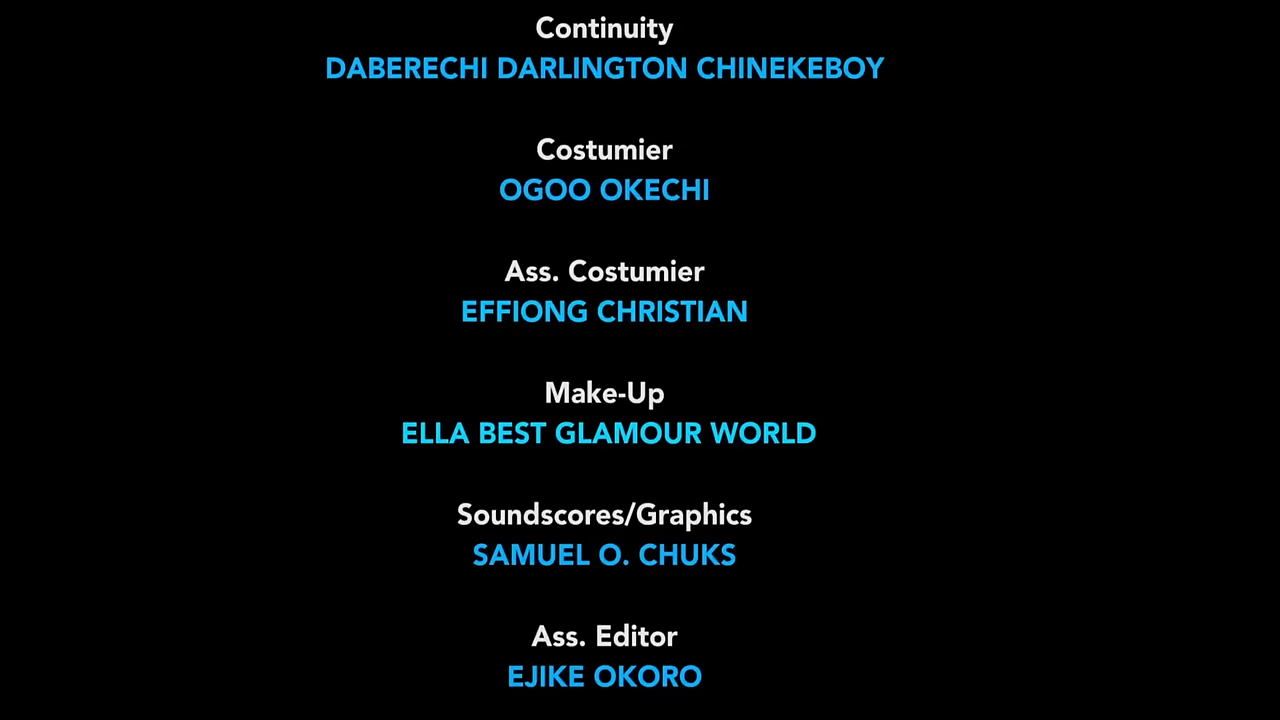 Continuity
DABERECHI DARLINGTON CHINEKEBOY
Costumier
OGOO OKECHI
Ass. Costumier
EFFIONG CHRISTIAN
Make-Up
ELLA BEST GLAMOUR WORLD
Soundscores/Graphics
SAMUEL O. CHUKS
Ass. Editor
EJIKE OKORO